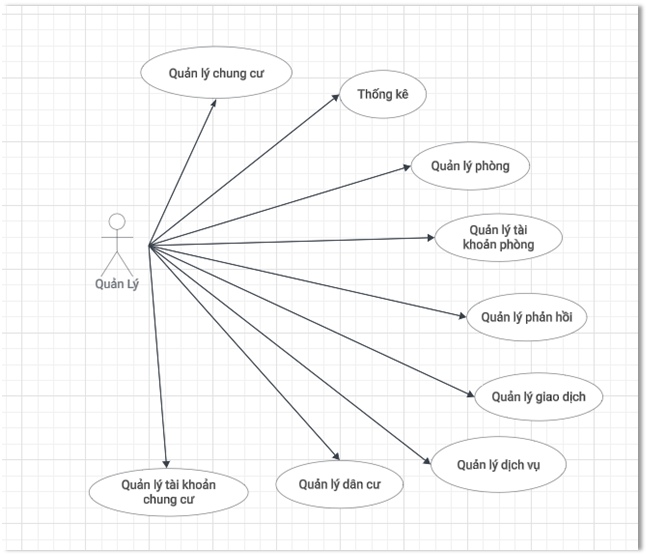 Quản lý chung cư
Thống kê
Quản lý phòng
Quản lý tài
khoản phòng
Quản Lý
Quản lý phản hồi
Quản lý giao dịch
Quản lý dịch vụ
Quản lý dân cư
Quản lý tài khoản
chung cư